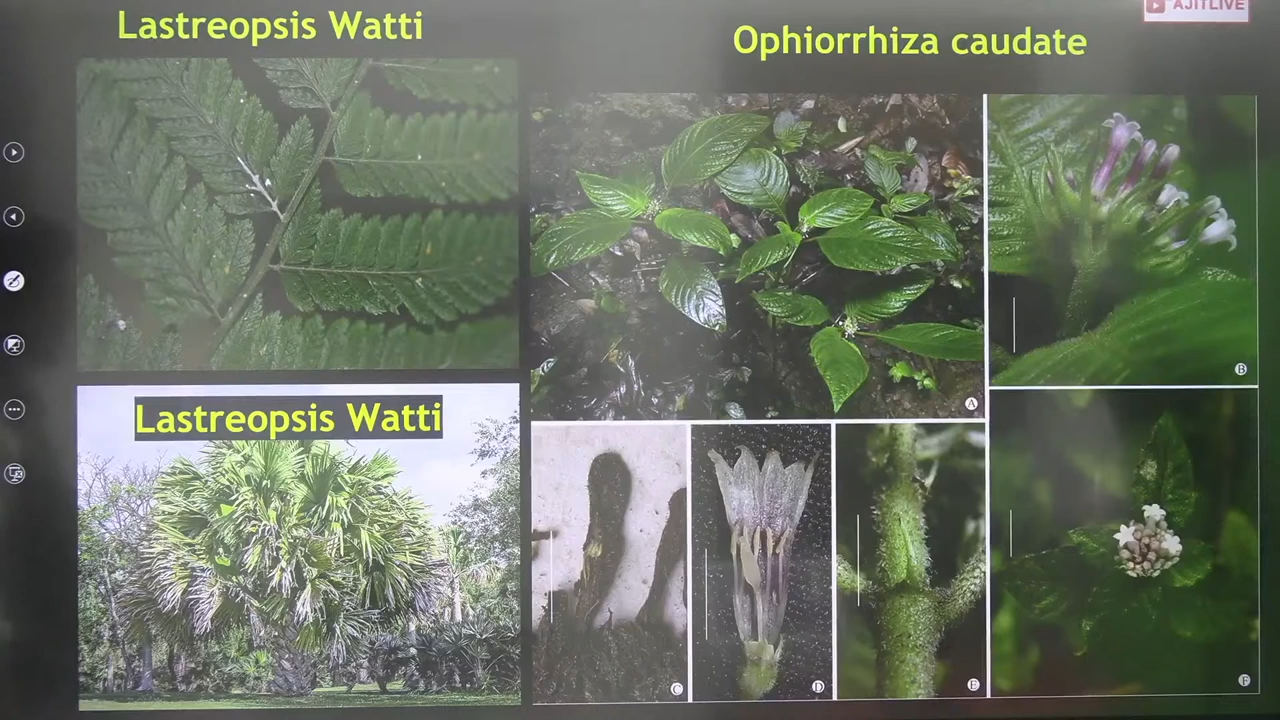 Lastreopsis Watti
Ophiorrhiza caudate
AJITLIVE
Lastreopsis Watti
A
B
C
D
E
F